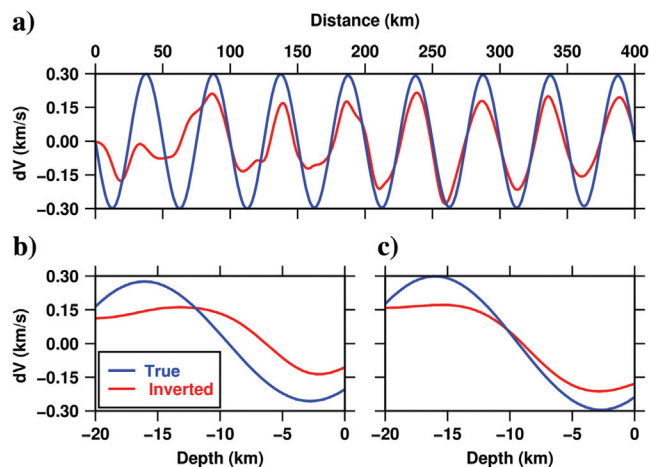 a)
Distance (km)
0 50 100 150 200 250 300 350 400
0.30
0.15
0.00
−0.15
−0.30
dV (km/s)
b)
c)
0.30
0.15
0.00
−0.15
−0.30
dV (km/s)
True
Inverted
−20 −15 −10 −5 0
−20 −15 −10 −5 0
Depth (km)
Depth (km)